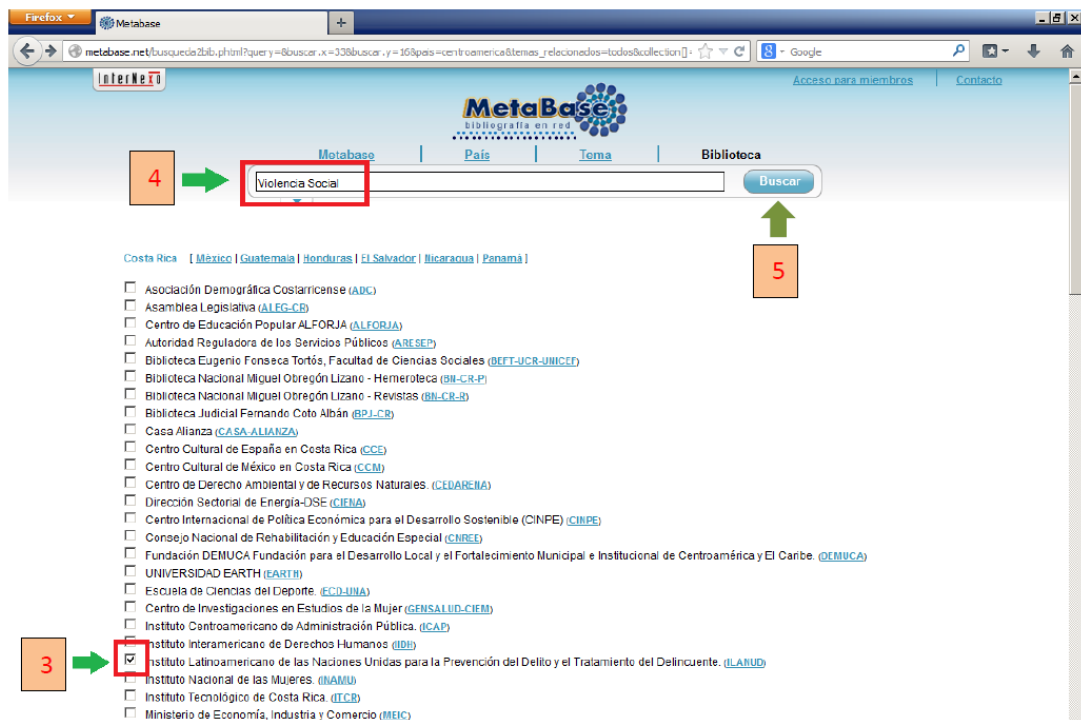 Firefox
Metabase
metabase.net/busqueda2bib.phtml?query=&buscar.x=33&buscar.y=16&pais=centroamerica&temas_relacionados=todos&collection[]=
Google
InterNexo
Acceso para miembros | Contacto
MetaBase
bibliografía en red
Metabase | País | Tema | Biblioteca
4
Violencia Social
Buscar
5
Costa Rica [ México | Guatemala | Honduras | El Salvador | Nicaragua | Panamá ]
Asociación Demográfica Costarricense (ADC)
Asamblea Legislativa (ALEG-CR)
Centro de Educación Popular ALFORJA (ALFORJA)
Autoridad Reguladora de los Servicios Públicos (ARESEP)
Biblioteca Eugenio Fonseca Tortós, Facultad de Ciencias Sociales (BEFT-UCR-UNICEF)
Biblioteca Nacional Miguel Obregón Lizano - Hemeroteca (BN-CR-P)
Biblioteca Nacional Miguel Obregón Lizano - Revistas (BN-CR-R)
Biblioteca Judicial Fernando Coto Albán (BPJ-CR)
Casa Alianza (CASA-ALIANZA)
Centro Cultural de España en Costa Rica (CCE)
Centro Cultural de México en Costa Rica (CCM)
Centro de Derecho Ambiental y de Recursos Naturales. (CEDARENA)
Dirección Sectorial de Energía-DSE (CIENA)
Centro Internacional de Política Económica para el Desarrollo Sostenible (CINPE) (CINPE)
Consejo Nacional de Rehabilitación y Educación Especial (CNREE)
Fundación DEMUCA Fundación para el Desarrollo Local y el Fortalecimiento Municipal e Institucional de Centroamérica y El Caribe. (DEMUCA)
UNIVERSIDAD EARTH (EARTH)
Escuela de Ciencias del Deporte. (ECD-UNA)
Centro de Investigaciones en Estudios de la Mujer (GENSALUD-CIEM)
Instituto Centroamericano de Administración Pública. (ICAP)
Instituto Interamericano de Derechos Humanos (IIDH)
3
Instituto Latinoamericano de las Naciones Unidas para la Prevención del Delito y el Tratamiento del Delincuente. (ILANUD)
Instituto Nacional de las Mujeres. (INAMU)
Instituto Tecnológico de Costa Rica. (ITCR)
Ministerio de Economía, Industria y Comercio (MEIC)